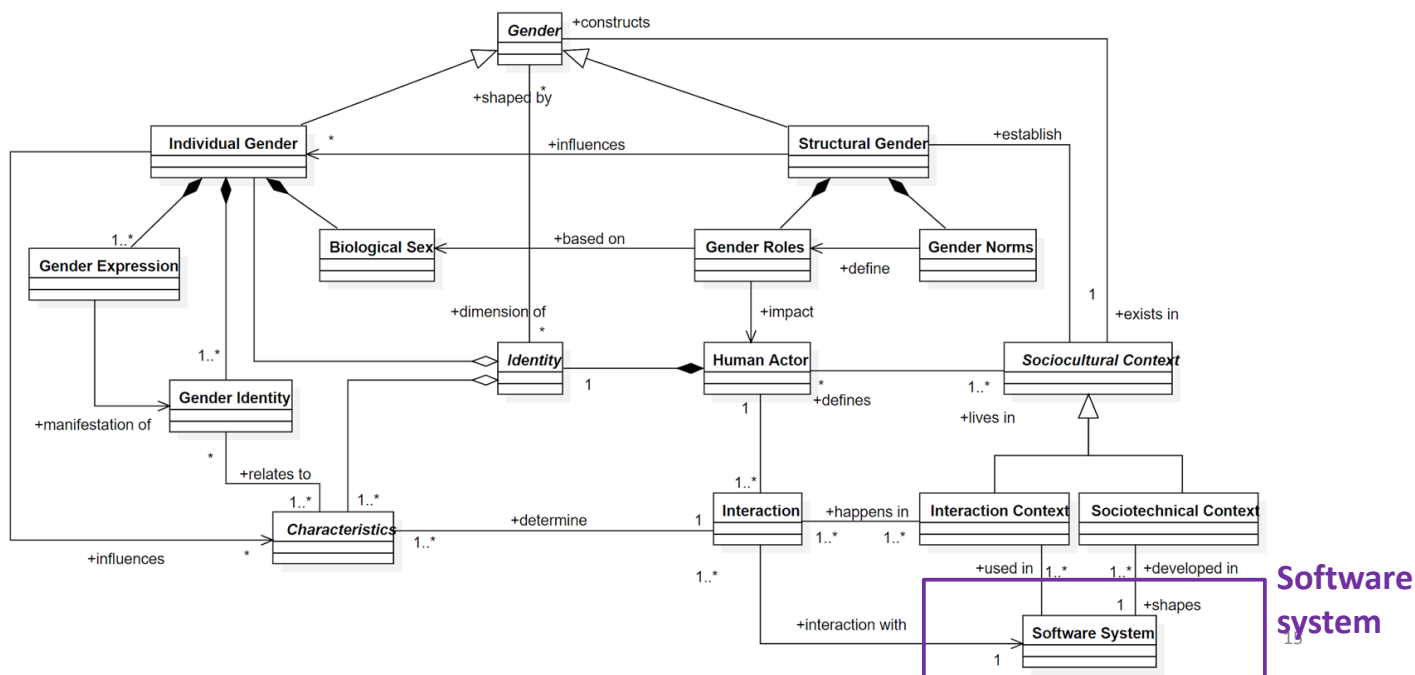 +constructs
Gender
*
+shaped by
Individual Gender
*
+influences
Structural Gender
+establish
1..*
Gender Expression
Biological Sex
+based on
Gender Roles
Gender Norms
+define
1
+exists in
+dimension of
*
+impact
1..*
Identity
1
Human Actor
*
+defines
1..*
Sociocultural Context
+lives in
Gender Identity
+manifestation of
*
+relates to
1..*
1..*
1
1..*
Characteristics
+determine
1
Interaction
+happens in
Interaction Context
Sociotechnical Context
*
1..*
1..*
1..*
+influences
1..*
+used in
1..*
1..*
+developed in
Software
system
1
+shapes
+interaction with
1
Software System
15